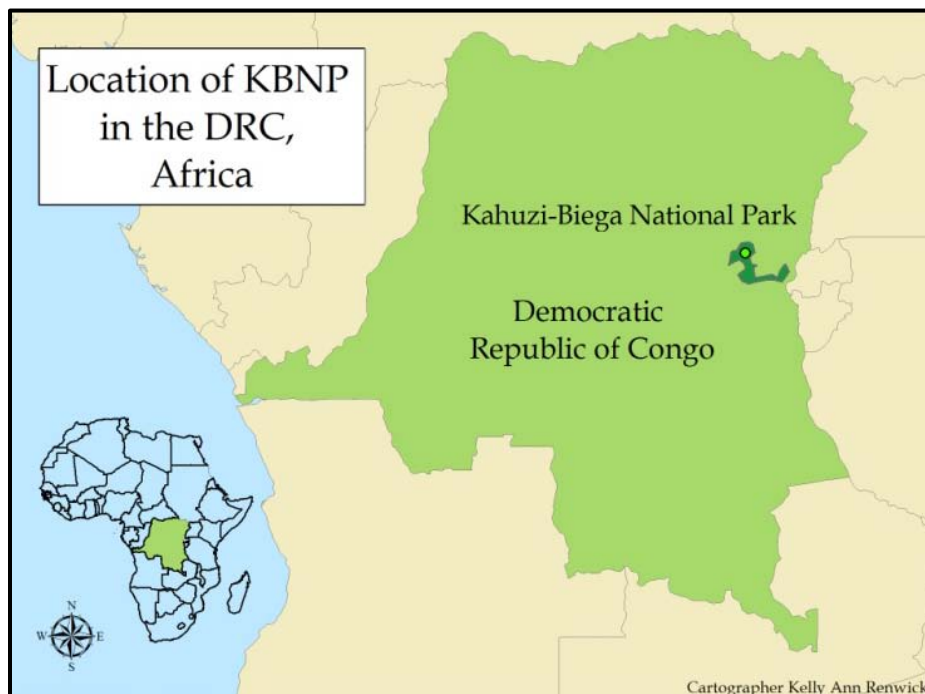 Location of KBNP
in the DRC,
Africa
Kahuzi-Biega National Park
Democratic
Republic of Congo
N
W E
S
Cartographer Kelly Ann Renwick